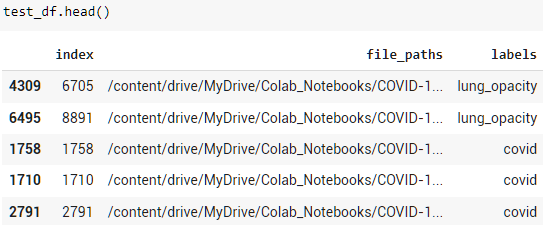 test_df.head()
index file_paths labels
4309 6705 /content/drive/MyDrive/Colab_Notebooks/COVID-1... lung_opacity
6495 8891 /content/drive/MyDrive/Colab_Notebooks/COVID-1... lung_opacity
1758 1758 /content/drive/MyDrive/Colab_Notebooks/COVID-1... covid
1710 1710 /content/drive/MyDrive/Colab_Notebooks/COVID-1... covid
2791 2791 /content/drive/MyDrive/Colab_Notebooks/COVID-1... covid